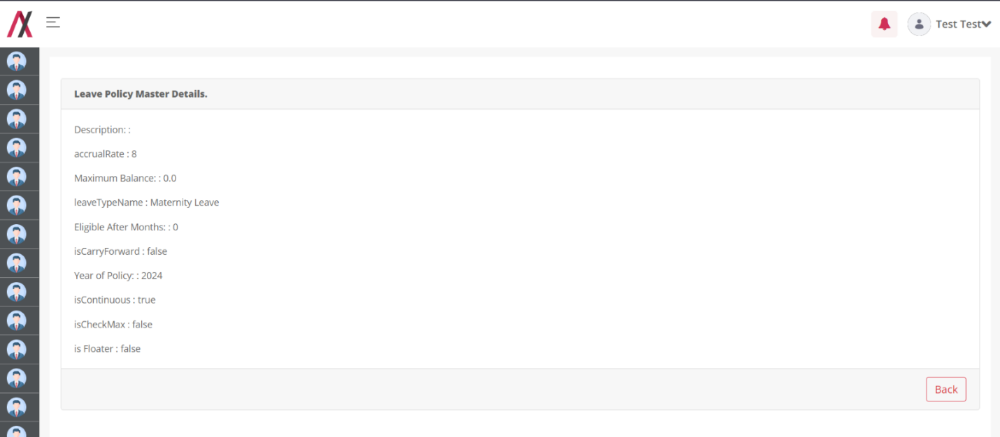 Test Test
Leave Policy Master Details.
Description: :
accrualRate : 8
Maximum Balance: : 0.0
leaveTypeName : Maternity Leave
Eligible After Months: : 0
isCarryForward : false
Year of Policy: : 2024
isContinuous : true
isCheckMax : false
is Floater : false
Back